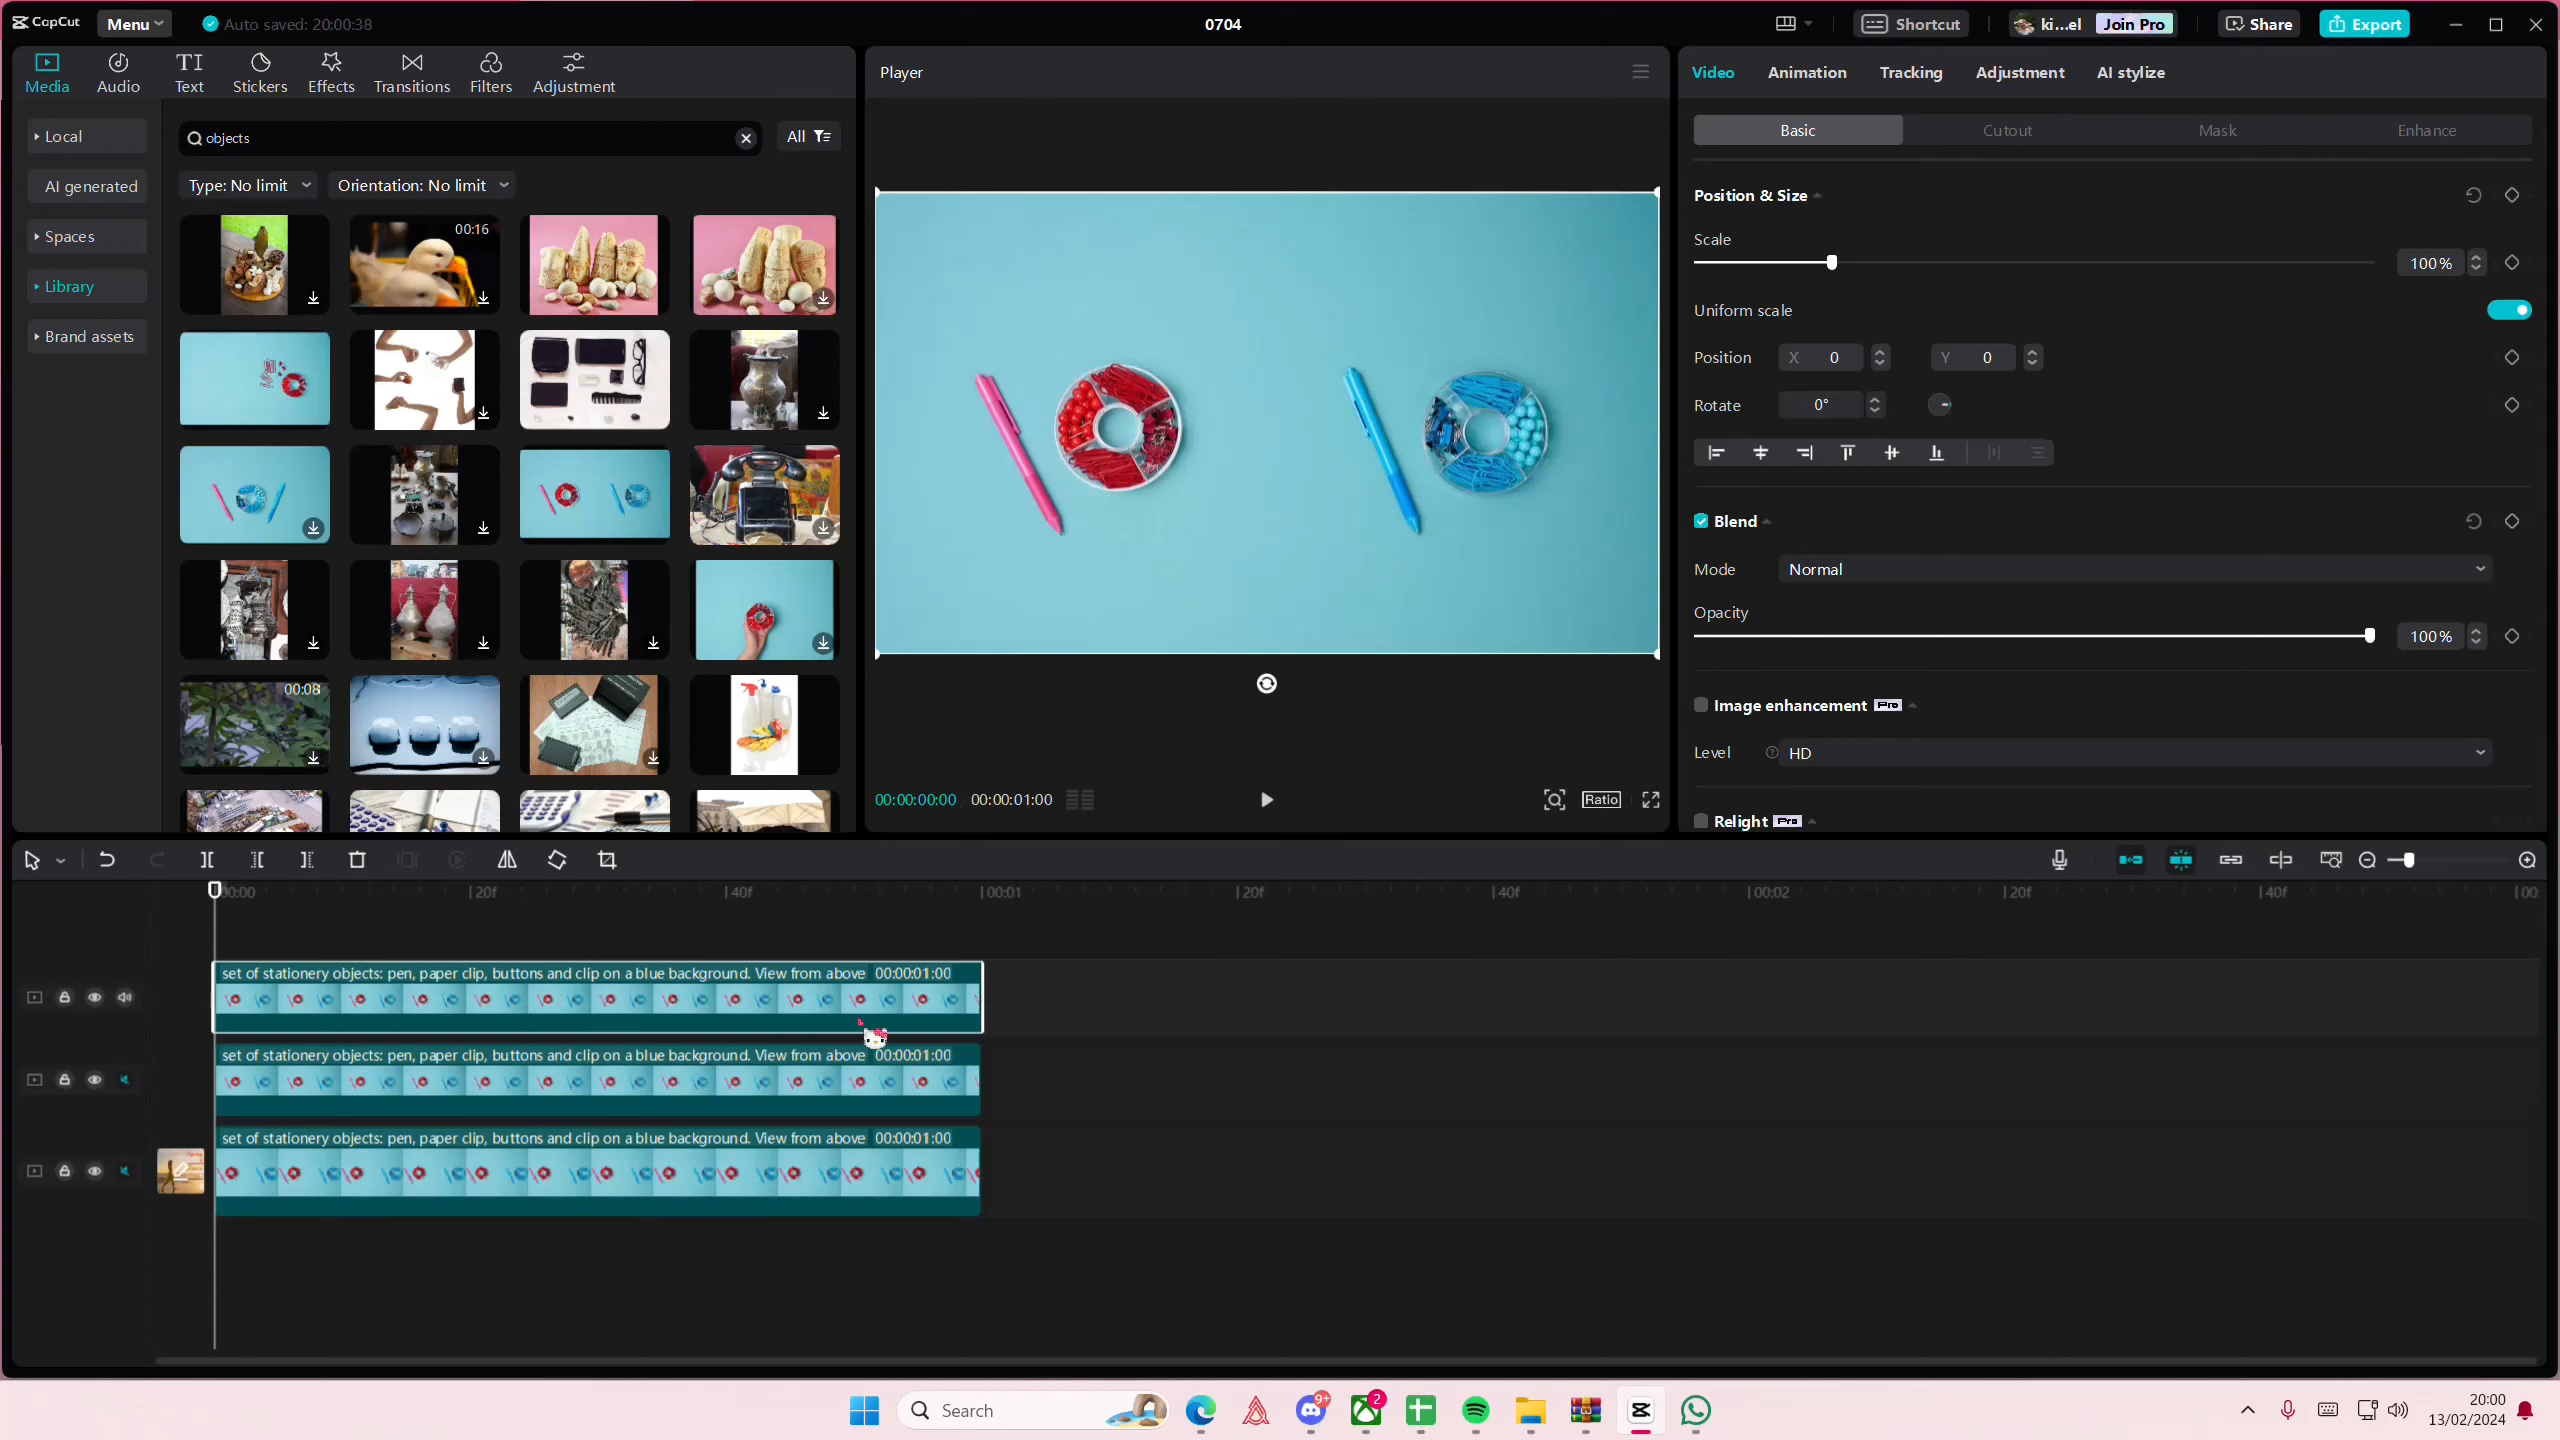 CapCut
Menu
Auto saved: 20:00:38
0704
Shortcut
ki...el
Join Pro
Share
Export
Media
Audio
Text
Stickers
Effects
Transitions
Filters
Adjustment
Player
Video
Animation
Tracking
Adjustment
AI stylize
Local
AI generated
Spaces
Library
Brand assets
objects
All
Type: No limit
Orientation: No limit
00:16
00:08
Basic
Cutout
Mask
Enhance
Position & Size
Scale
100%
Uniform scale
Position
X 0
Y 0
Rotate
0°
Blend
Mode
Normal
Opacity
100%
Image enhancement Pro
Level
HD
Relight Pro
00:00:00:00
00:00:01:00
Ratio
00:00
20f
40f
00:01
20f
40f
00:02
20f
40f
00:
set of stationery objects: pen, paper clip, buttons and clip on a blue background. View from above 00:00:01:00
set of stationery objects: pen, paper clip, buttons and clip on a blue background. View from above 00:00:01:00
set of stationery objects: pen, paper clip, buttons and clip on a blue background. View from above 00:00:01:00
Search
9+
2
20:00
13/02/2024